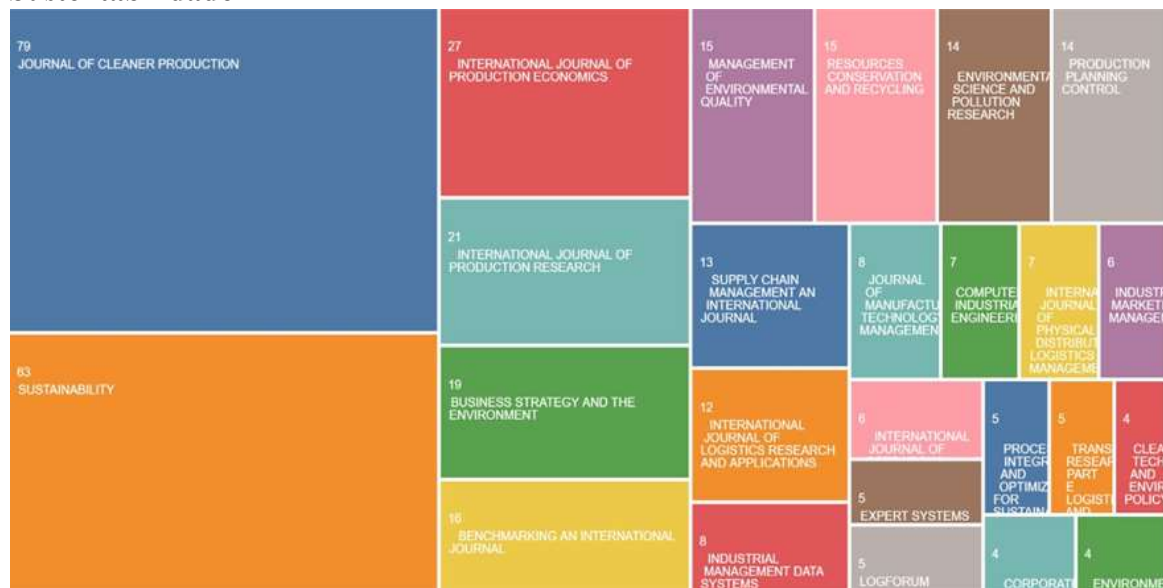 79
JOURNAL OF CLEANER PRODUCTION
63
SUSTAINABILITY
27
INTERNATIONAL JOURNAL OF
PRODUCTION ECONOMICS
21
INTERNATIONAL JOURNAL OF
PRODUCTION RESEARCH
19
BUSINESS STRATEGY AND THE
ENVIRONMENT
16
BENCHMARKING AN INTERNATIONAL
JOURNAL
15
MANAGEMENT
OF
ENVIRONMENTAL
QUALITY
15
RESOURCES
CONSERVATION
AND RECYCLING
14
ENVIRONMENTA
SCIENCE AND
POLLUTION
RESEARCH
14
PRODUCTION
PLANNING
CONTROL
13
SUPPLY CHAIN
MANAGEMENT AN
INTERNATIONAL
JOURNAL
8
JOURNAL
OF
MANUFACTU
TECHNOLOG
MANAGEMEN
7
COMPUTE
INDUSTRIA
ENGINEERI
7
INTERNA
JOURNAL
OF
PHYSICAL
DISTRIBUT
LOGISTICS
MANAGEME
6
INDUSTR
MARKET
MANAGEM
12
INTERNATIONAL
JOURNAL OF
LOGISTICS RESEARCH
AND APPLICATIONS
8
INDUSTRIAL
MANAGEMENT DATA
SYSTEMS
6
INTERNATIONAL
JOURNAL OF
5
EXPERT SYSTEMS
5
LOGFORUM
5
PROCE
INTEGR
AND
OPTIMIZ
FOR
SUSTAIN
5
TRANS
RESEAR
PART
E
LOGISTI
AND
4
CLEA
TECH
AND
ENVIR
POLICY
4
CORPORATE
4
ENVIRONME